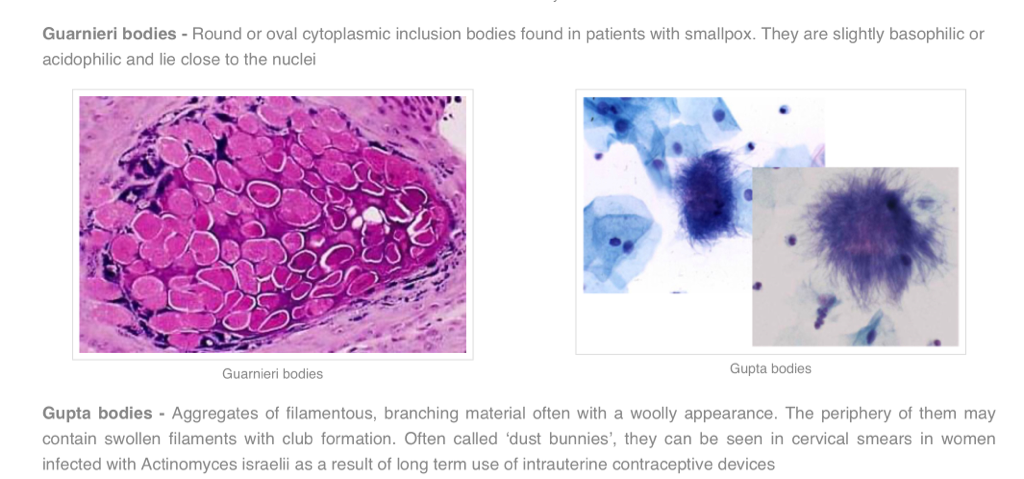 Guarnieri bodies - Round or oval cytoplasmic inclusion bodies found in patients with smallpox. They are slightly basophilic or
acidophilic and lie close to the nuclei
Guarnieri bodies
Gupta bodies
Gupta bodies - Aggregates of filamentous, branching material often with a woolly appearance. The periphery of them may
contain swollen filaments with club formation. Often called ‘dust bunnies’, they can be seen in cervical smears in women
infected with Actinomyces israelii as a result of long term use of intrauterine contraceptive devices